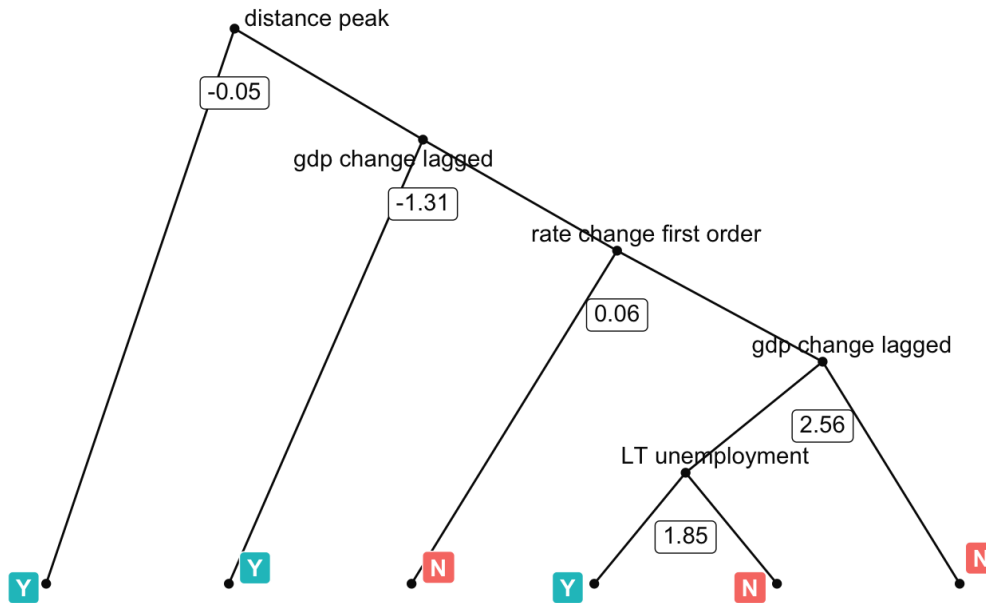 distance peak
-0.05
gdp change lagged
-1.31
rate change first order
0.06
gdp change lagged
2.56
LT unemployment
1.85
Y
Y
N
Y
N
N